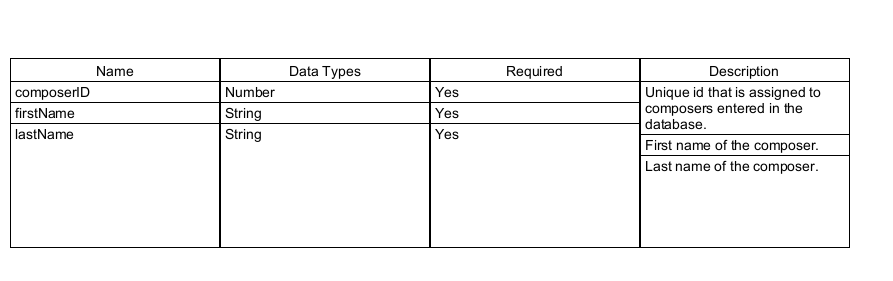 Name Data Types Required Description
composerID Number Yes Unique id that is assigned to
composers entered in the
database.
firstName String Yes First name of the composer.
lastName String Yes Last name of the composer.